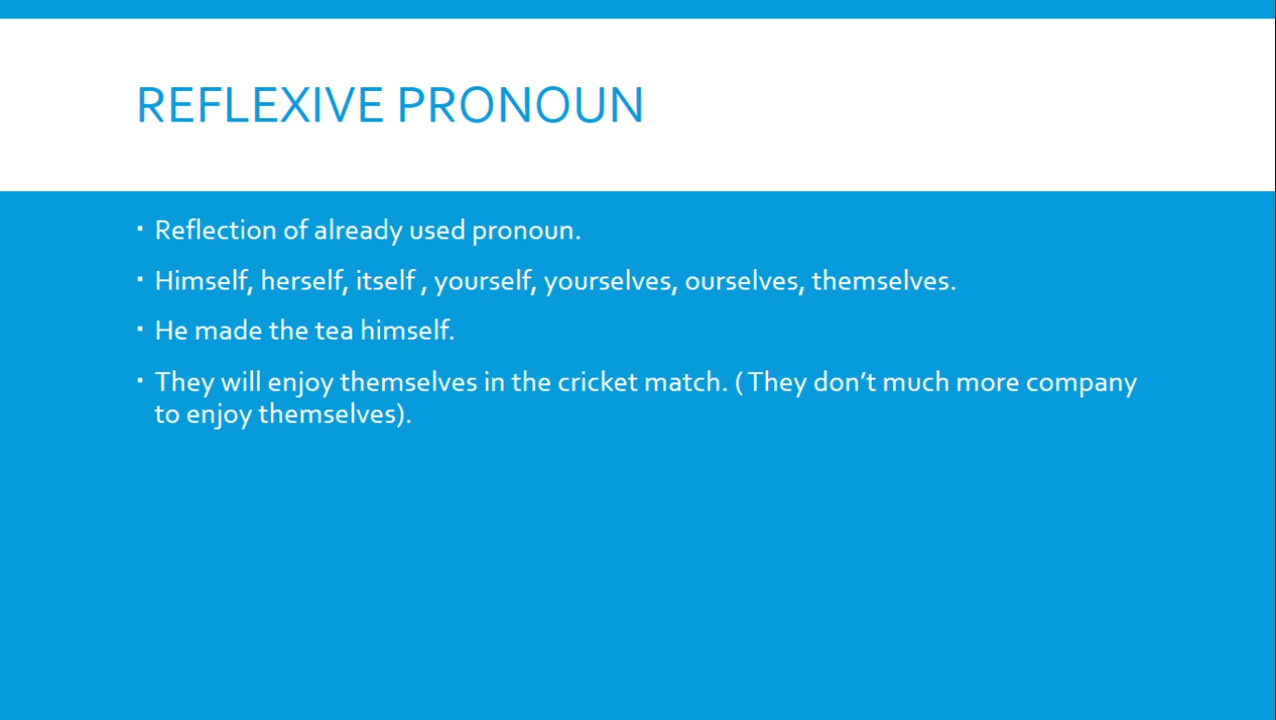 REFLEXIVE PRONOUN
▪ Reflection of already used pronoun.
▪ Himself, herself, itself , yourself, yourselves, ourselves, themselves.
▪ He made the tea himself.
▪ They will enjoy themselves in the cricket match. ( They don’t much more company
to enjoy themselves).